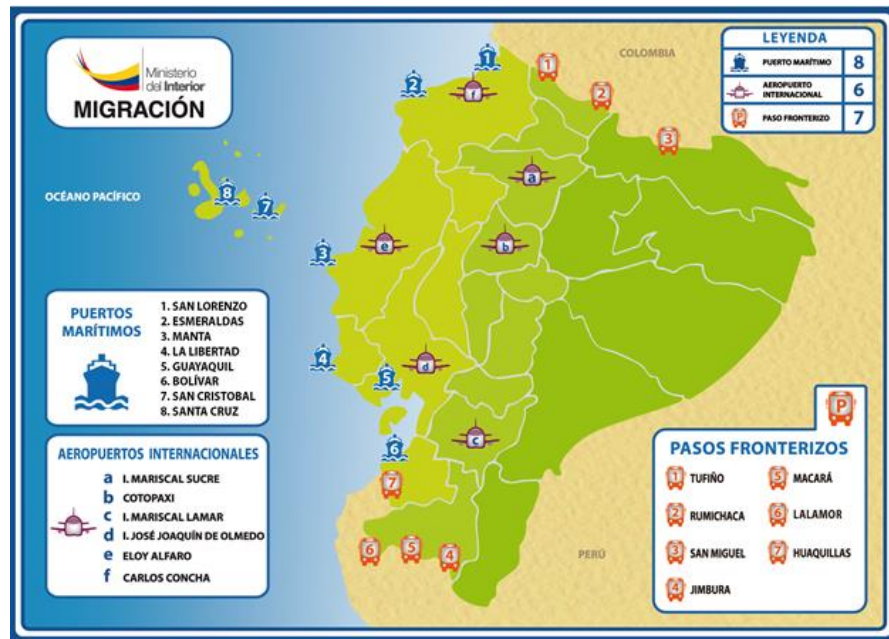 Ministerio
del Interior
MIGRACIÓN
COLOMBIA
LEYENDA
PUERTO MARÍTIMO 8
AEROPUERTO
INTERNACIONAL 6
P PASO FRONTERIZO 7
OCÉANO PACÍFICO
1
2
f
1
2
3
a
8
7
e
b
3
4
d
5
c
6
7
6
5
4
PERÚ
PUERTOS
MARÍTIMOS
1. SAN LORENZO
2. ESMERALDAS
3. MANTA
4. LA LIBERTAD
5. GUAYAQUIL
6. BOLÍVAR
7. SAN CRISTOBAL
8. SANTA CRUZ
AEROPUERTOS INTERNACIONALES
a I. MARISCAL SUCRE
b COTOPAXI
c I. MARISCAL LAMAR
d I. JOSÉ JOAQUÍN DE OLMEDO
e ELOY ALFARO
f CARLOS CONCHA
P
PASOS FRONTERIZOS
1 TUFIÑO
2 RUMICHACA
3 SAN MIGUEL
4 JIMBURA
5 MACARÁ
6 LALAMOR
7 HUAQUILLAS